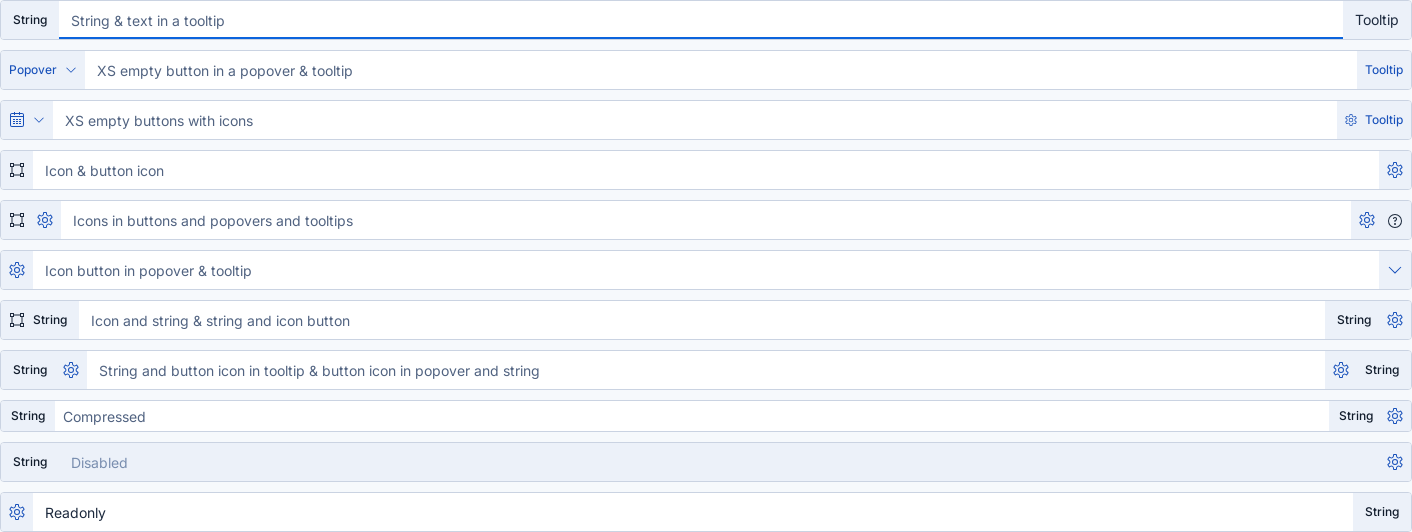 String String & text in a tooltip Tooltip
Popover XS empty button in a popover & tooltip Tooltip
XS empty buttons with icons Tooltip
Icon & button icon
Icons in buttons and popovers and tooltips
Icon button in popover & tooltip
String Icon and string & string and icon button String
String String and button icon in tooltip & button icon in popover and string String
String Compressed String
String Disabled
Readonly String